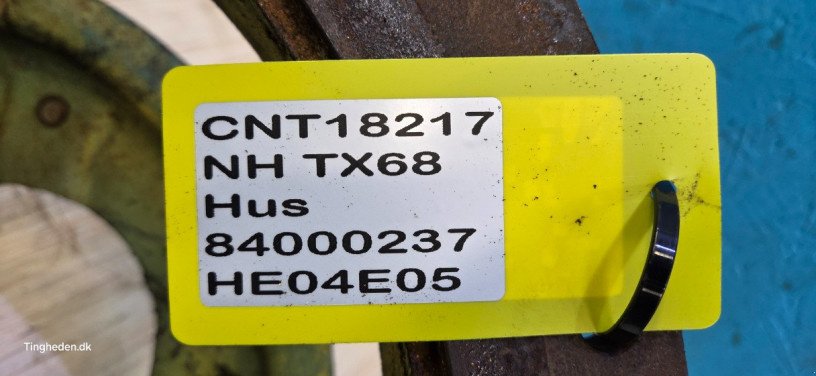 CNT18217
NH TX68
Hus
84000237
HE04E05
Tingheden.dk